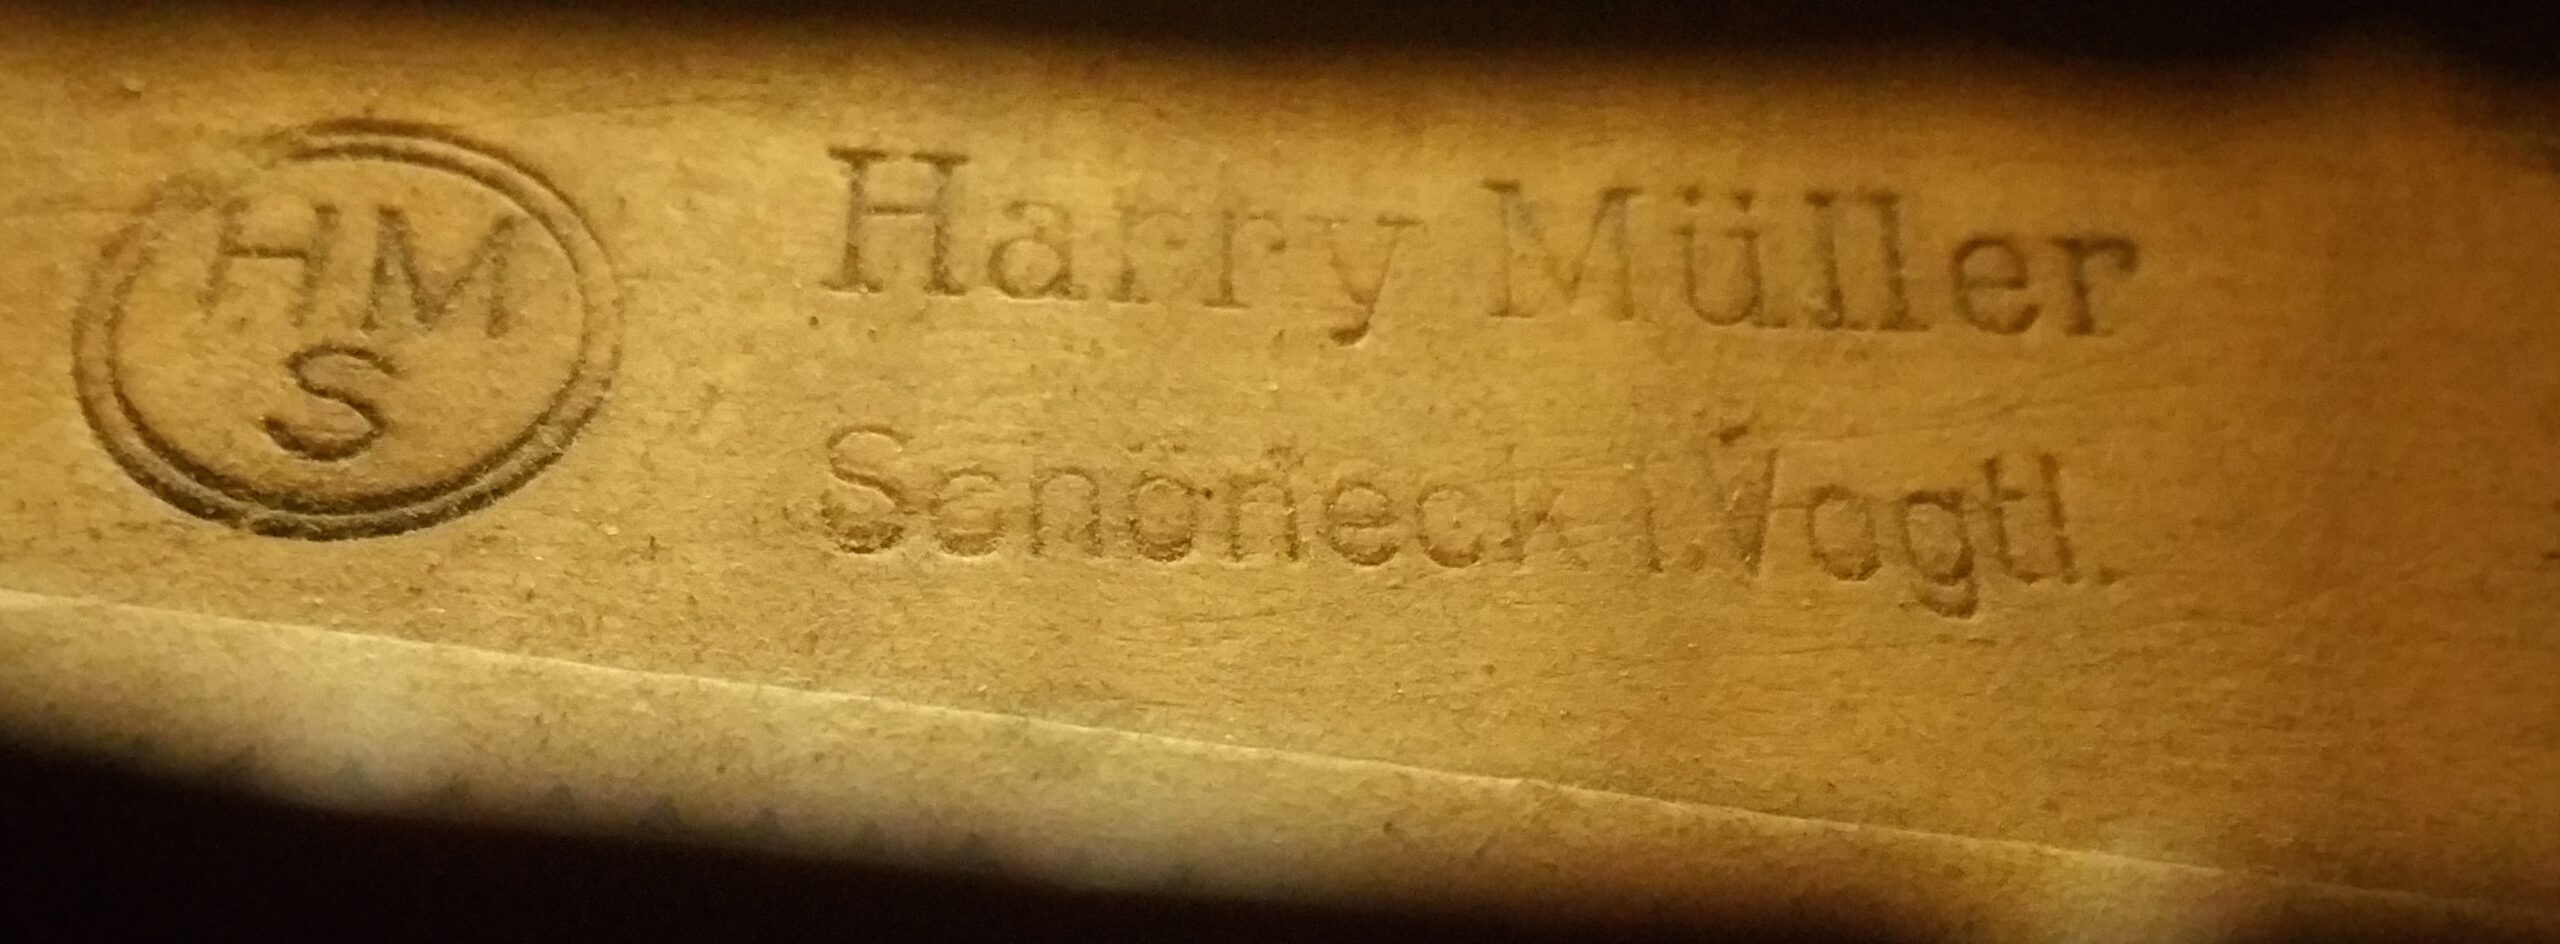 HM
S
Harry Müller
Schöneck i.Vogtl.